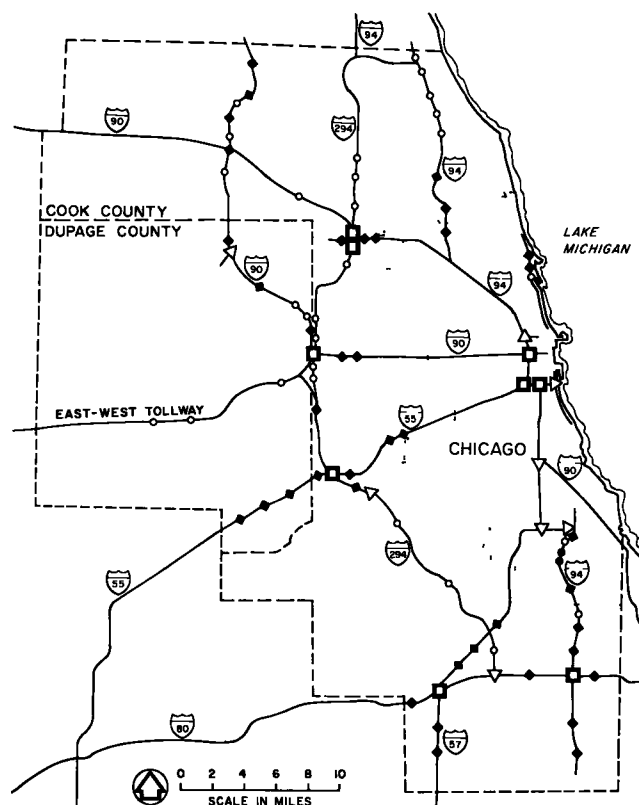 94
90
294
94
COOK COUNTY
DUPAGE COUNTY
LAKE
MICHIGAN
90
94
90
EAST-WEST TOLLWAY
55
CHICAGO
90
294
94
55
80
57
0 2 4 6 8 10
SCALE IN MILES